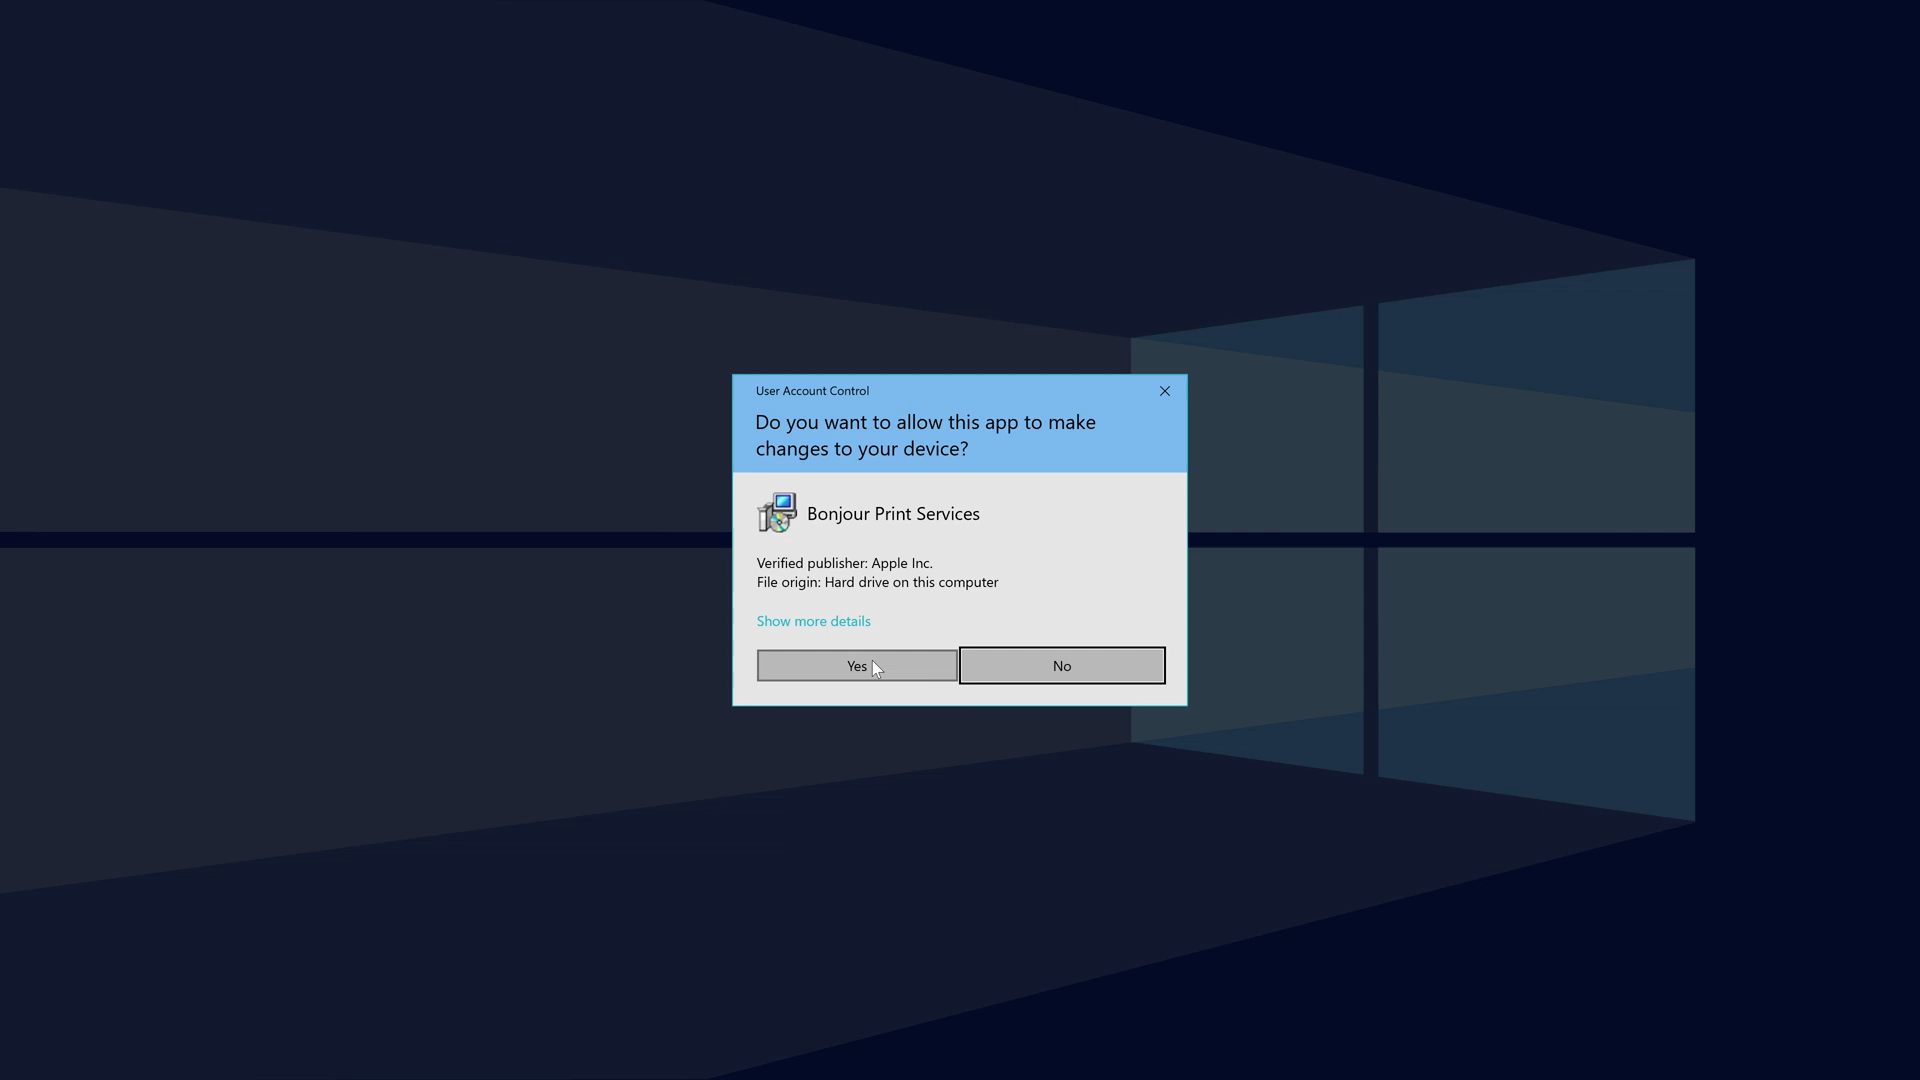 User Account Control
Do you want to allow this app to make
changes to your device?
Bonjour Print Services
Verified publisher: Apple Inc.
File origin: Hard drive on this computer
Show more details
Yes
No